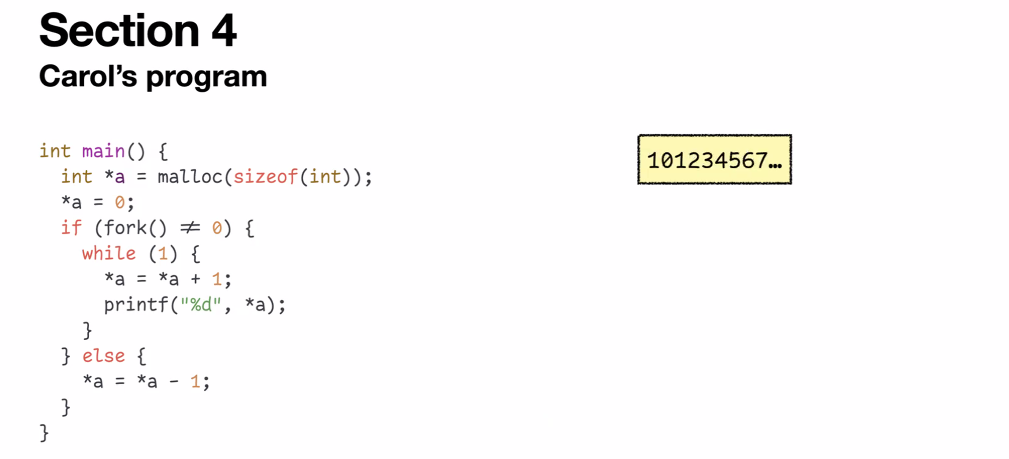 Section 4
Carol’s program
int main() {
int *a = malloc(sizeof(int));
*a = 0;
if (fork() ≠ 0) {
while (1) {
*a = *a + 1;
printf("%d", *a);
}
} else {
*a = *a - 1;
}
}
101234567…